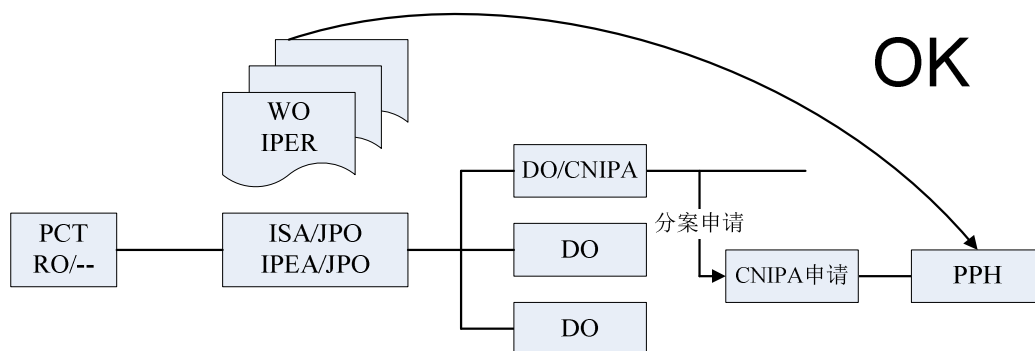 OK
WO
IPER
DO/CNIPA
分案申请
PCT
RO/--
ISA/JPO
IPEA/JPO
DO
CNIPA申请
PPH
DO